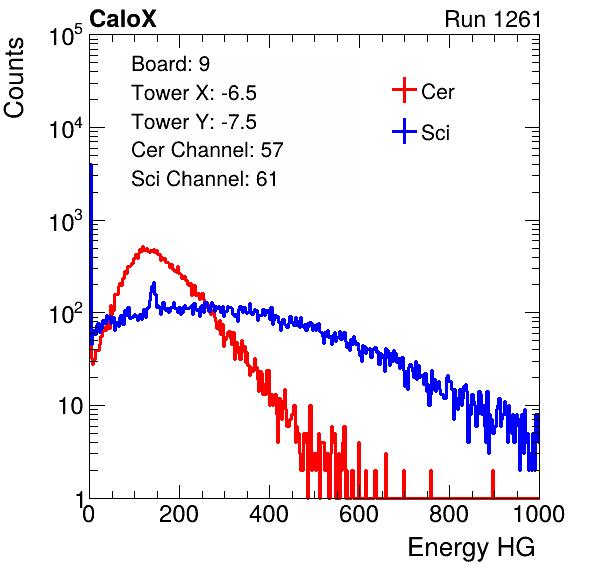 CaloX Run 1261
Counts
10^5
Board: 9
Tower X: -6.5
Tower Y: -7.5
Cer Channel: 57
Sci Channel: 61
Cer
Sci
10^4
10^3
10^2
10
1
0 200 400 600 800 1000
Energy HG